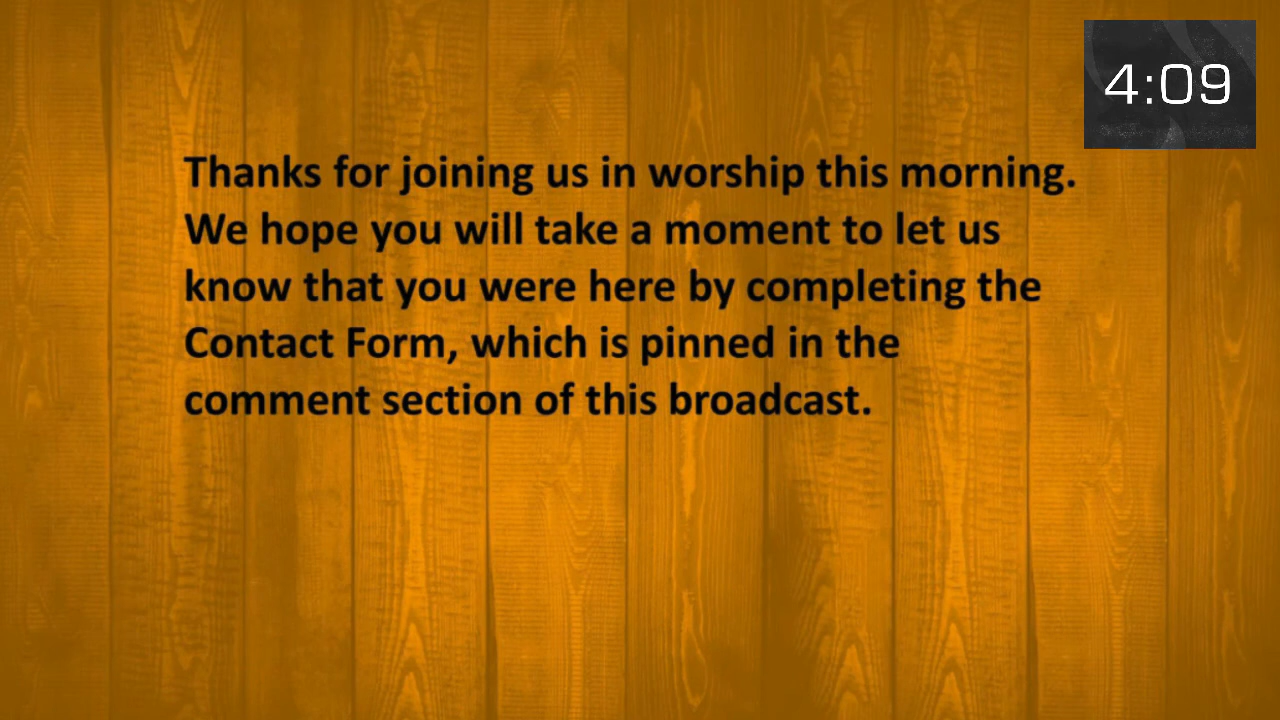 4:09
Thanks for joining us in worship this morning.
We hope you will take a moment to let us
know that you were here by completing the
Contact Form, which is pinned in the
comment section of this broadcast.